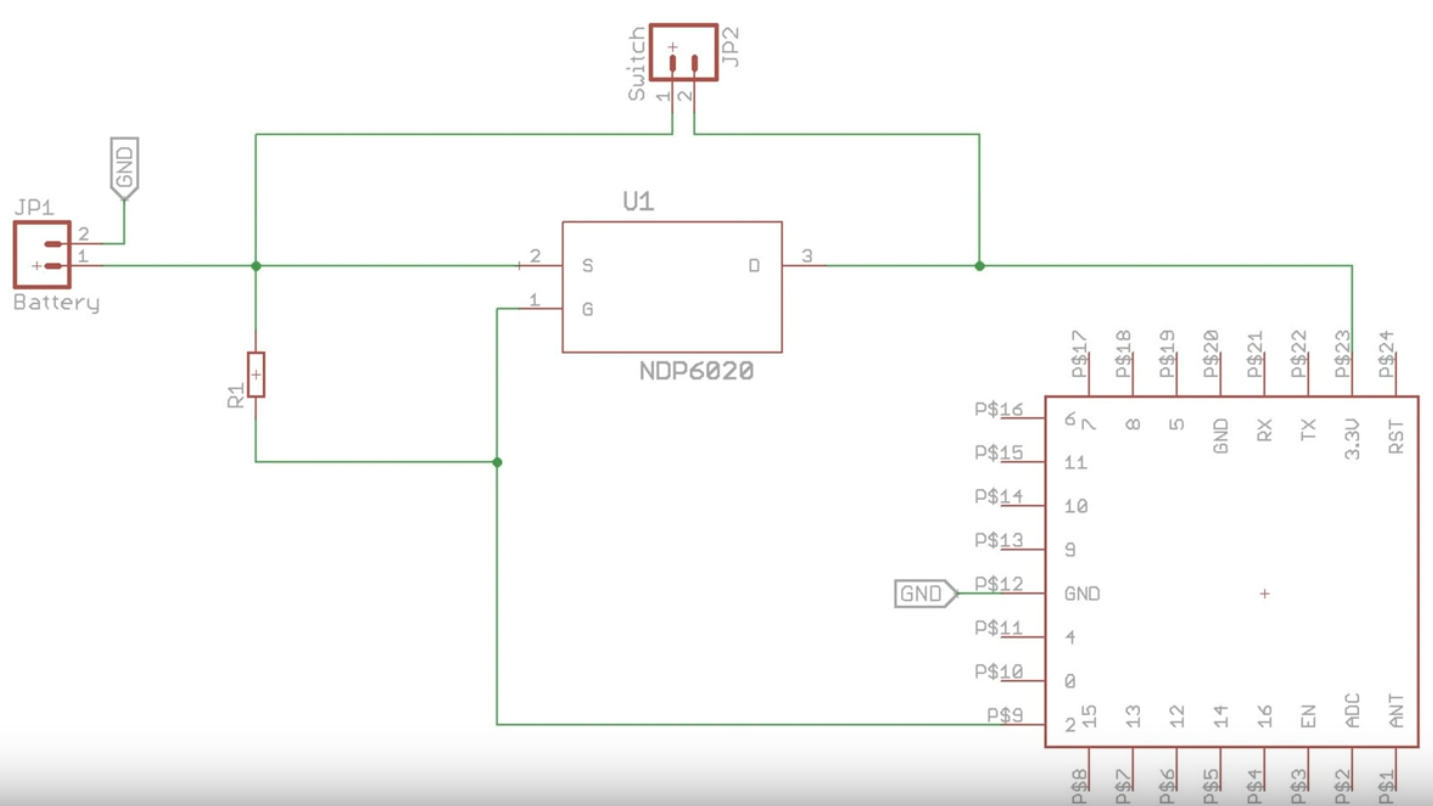 Switch
JP2
1
2
GND
JP1
2
1
Battery
U1
2
S
D
3
1
G
NDP6020
R1
P$17
P$18
P$19
P$20
P$21
P$22
P$23
P$24
7
8
5
GND
RX
TX
3.3V
RST
P$16
6
P$15
11
P$14
10
P$13
9
GND
P$12
GND
P$11
4
P$10
0
P$9
2
15
13
12
14
16
EN
ADC
ANT
P$8
P$7
P$6
P$5
P$4
P$3
P$2
P$1